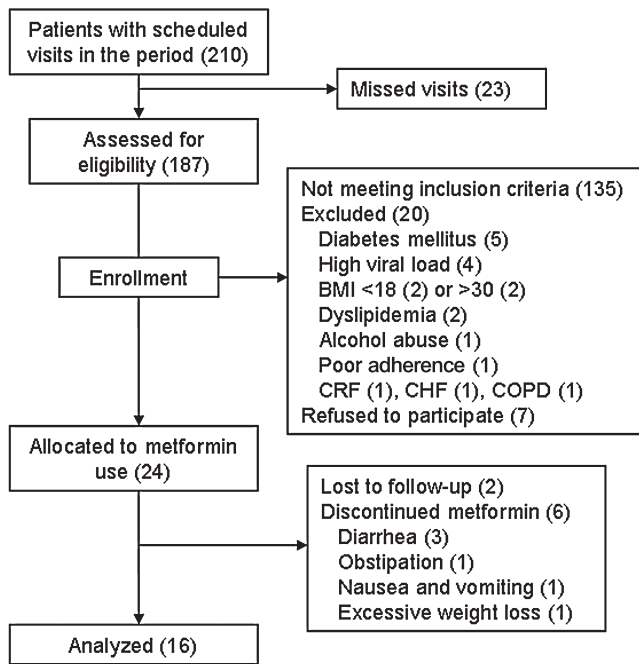 Patients with scheduled
visits in the period (210)
Missed visits (23)
Assessed for
eligibility (187)
Not meeting inclusion criteria (135)
Excluded (20)
Diabetes mellitus (5)
High viral load (4)
BMI <18 (2) or >30 (2)
Dyslipidemia (2)
Alcohol abuse (1)
Poor adherence (1)
CRF (1), CHF (1), COPD (1)
Refused to participate (7)
Enrollment
Allocated to metformin
use (24)
Lost to follow-up (2)
Discontinued metformin (6)
Diarrhea (3)
Obstipation (1)
Nausea and vomiting (1)
Excessive weight loss (1)
Analyzed (16)